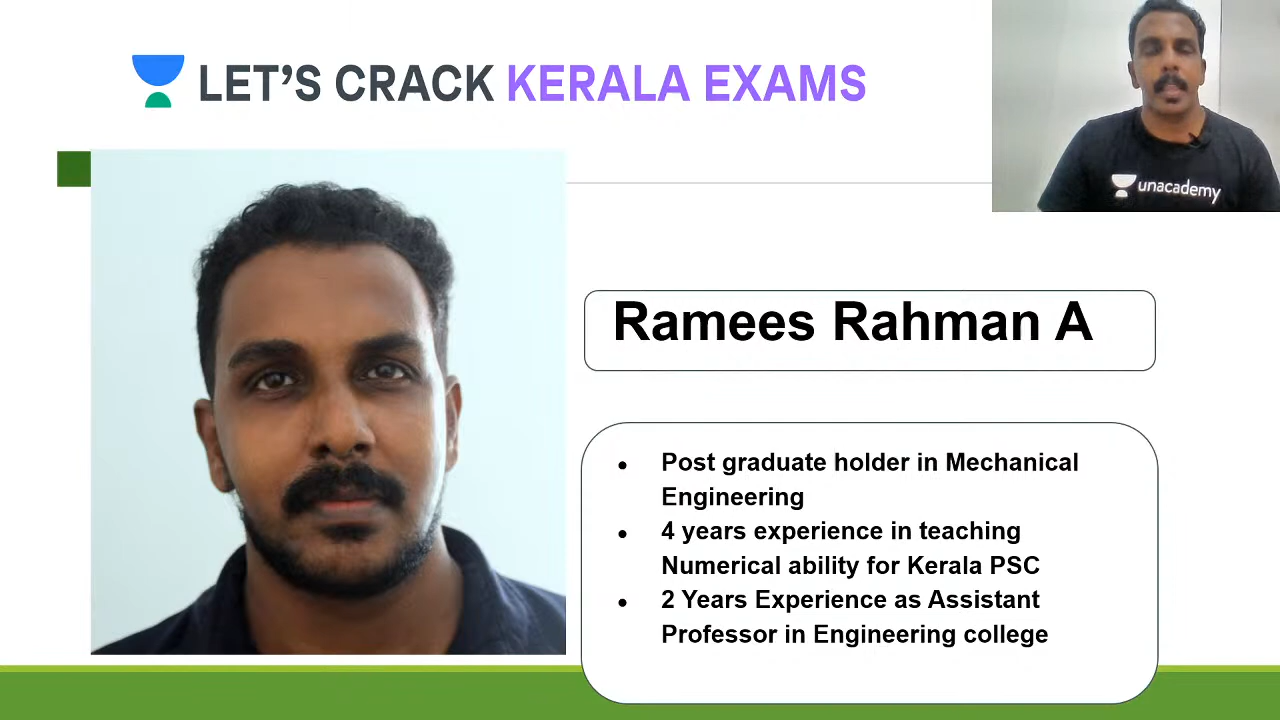 LET’S CRACK KERALA EXAMS
unacademy
Ramees Rahman A
● Post graduate holder in Mechanical
Engineering
● 4 years experience in teaching
Numerical ability for Kerala PSC
● 2 Years Experience as Assistant
Professor in Engineering college